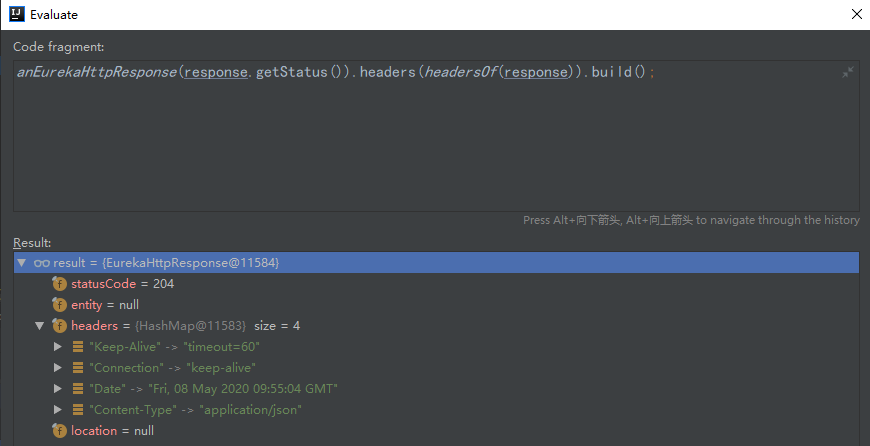 Evaluate
Code fragment:
anEurekaHttpResponse(response.getStatus()).headers(headersOf(response)).build();
Press Alt+向下箭头, Alt+向上箭头 to navigate through the history
Result:
result = {EurekaHttpResponse@11584}
statusCode = 204
entity = null
headers = {HashMap@11583} size = 4
"Keep-Alive" -> "timeout=60"
"Connection" -> "keep-alive"
"Date" -> "Fri, 08 May 2020 09:55:04 GMT"
"Content-Type" -> "application/json"
location = null